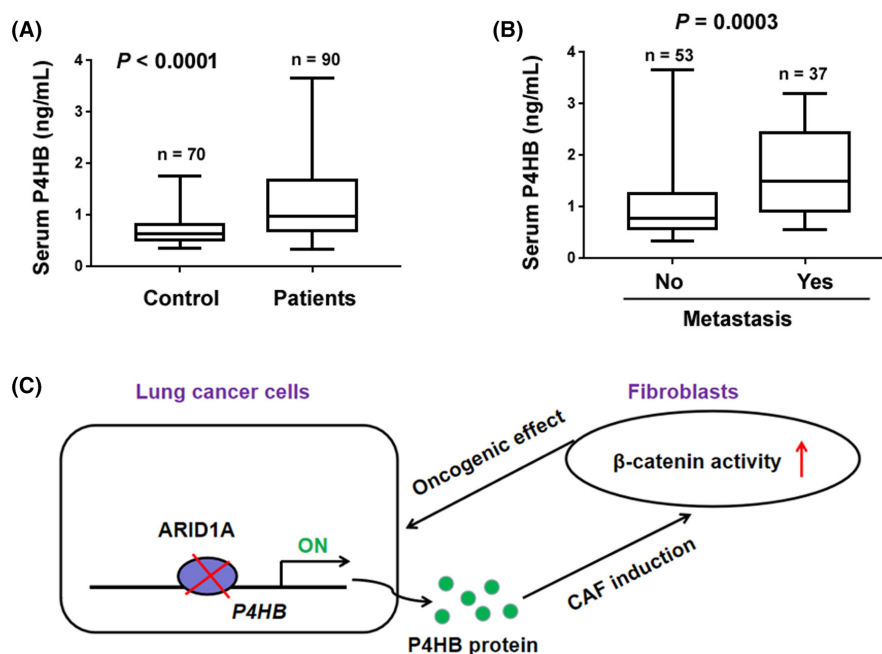 (A)
P < 0.0001
n = 90
n = 70
Serum P4HB (ng/mL)
4
3
2
1
0
Control Patients
(B)
P = 0.0003
n = 53
n = 37
Serum P4HB (ng/mL)
4
3
2
1
0
No Yes
Metastasis
(C)
Lung cancer cells
Fibroblasts
Oncogenic effect
β-catenin activity
ARID1A
ON
P4HB
CAF induction
P4HB protein